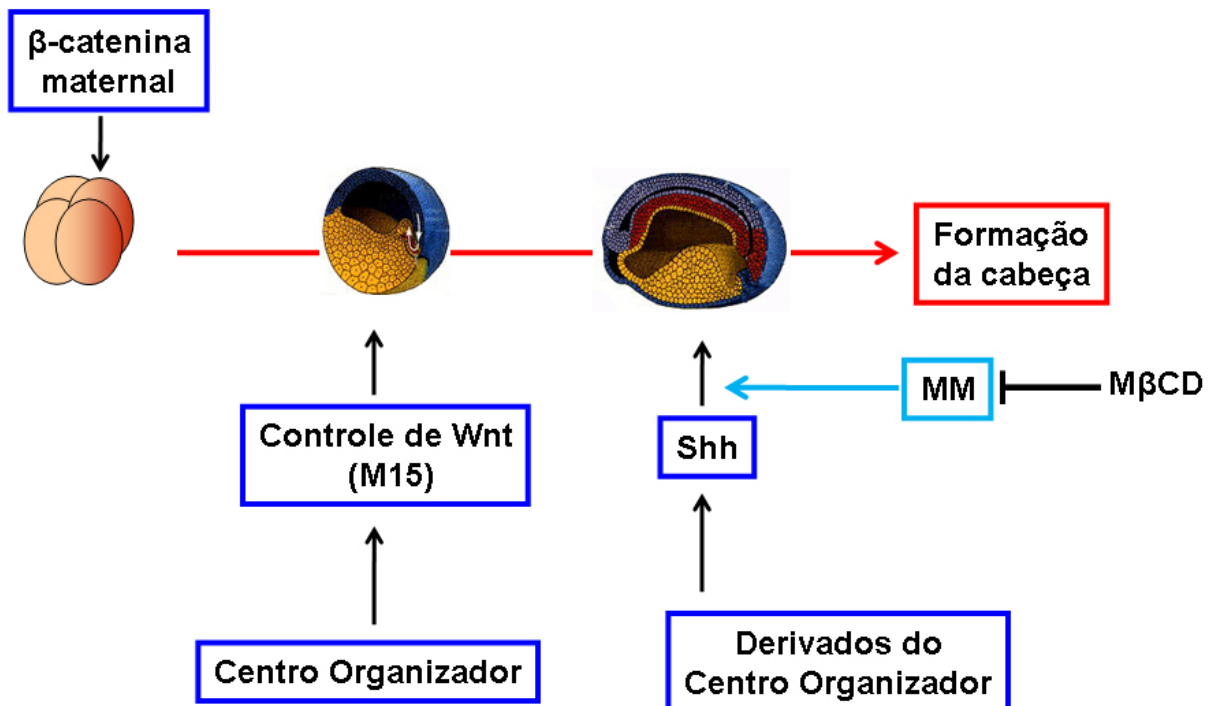 β-catenina
maternal
Formação
da cabeça
MM
MβCD
Controle de Wnt
(M15)
Shh
Centro Organizador
Derivados do
Centro Organizador